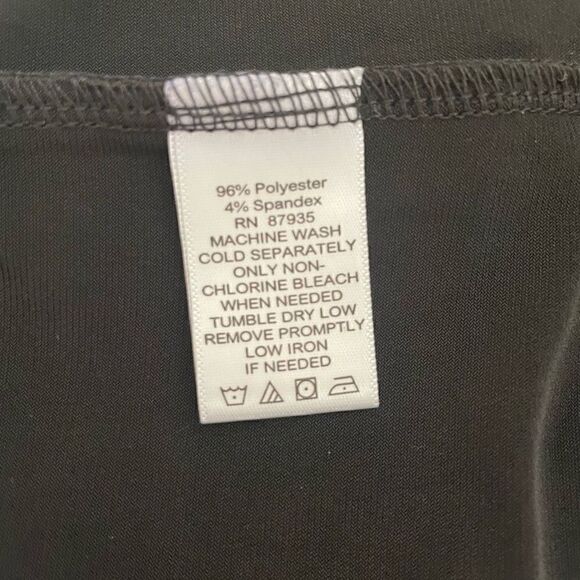 96% Polyester
4% Spandex
RN 87935
MACHINE WASH
COLD SEPARATELY
ONLY NON-
CHLORINE BLEACH
WHEN NEEDED
TUMBLE DRY LOW
REMOVE PROMPTLY
LOW IRON
IF NEEDED